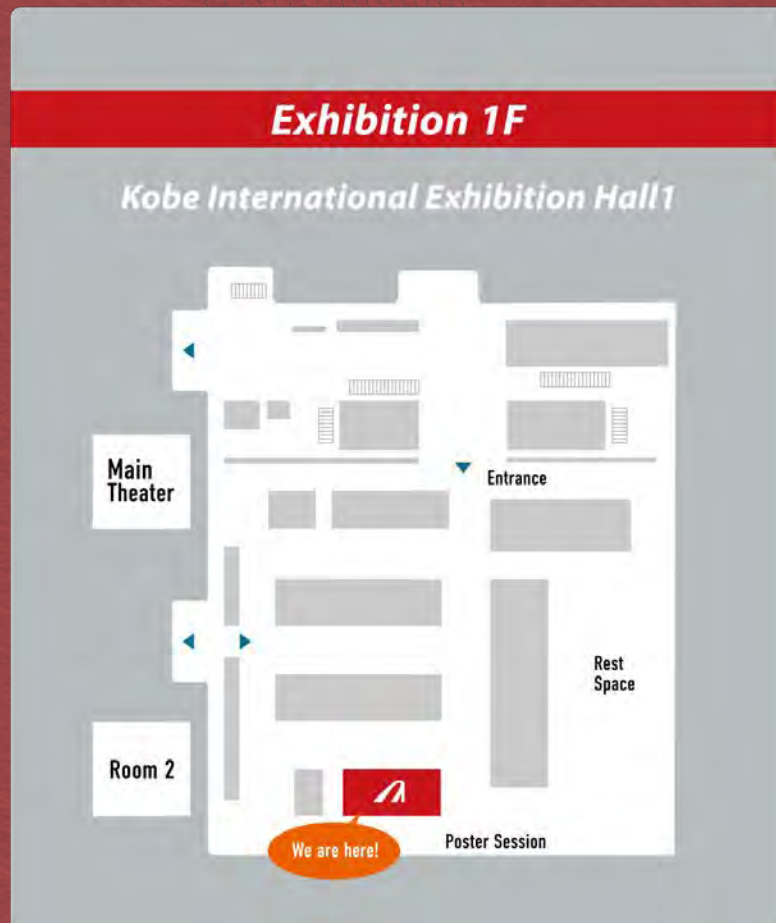 Exhibition 1F
Kobe International Exhibition Hall1
Main
Theater
Entrance
Rest
Space
Room 2
We are here!
Poster Session